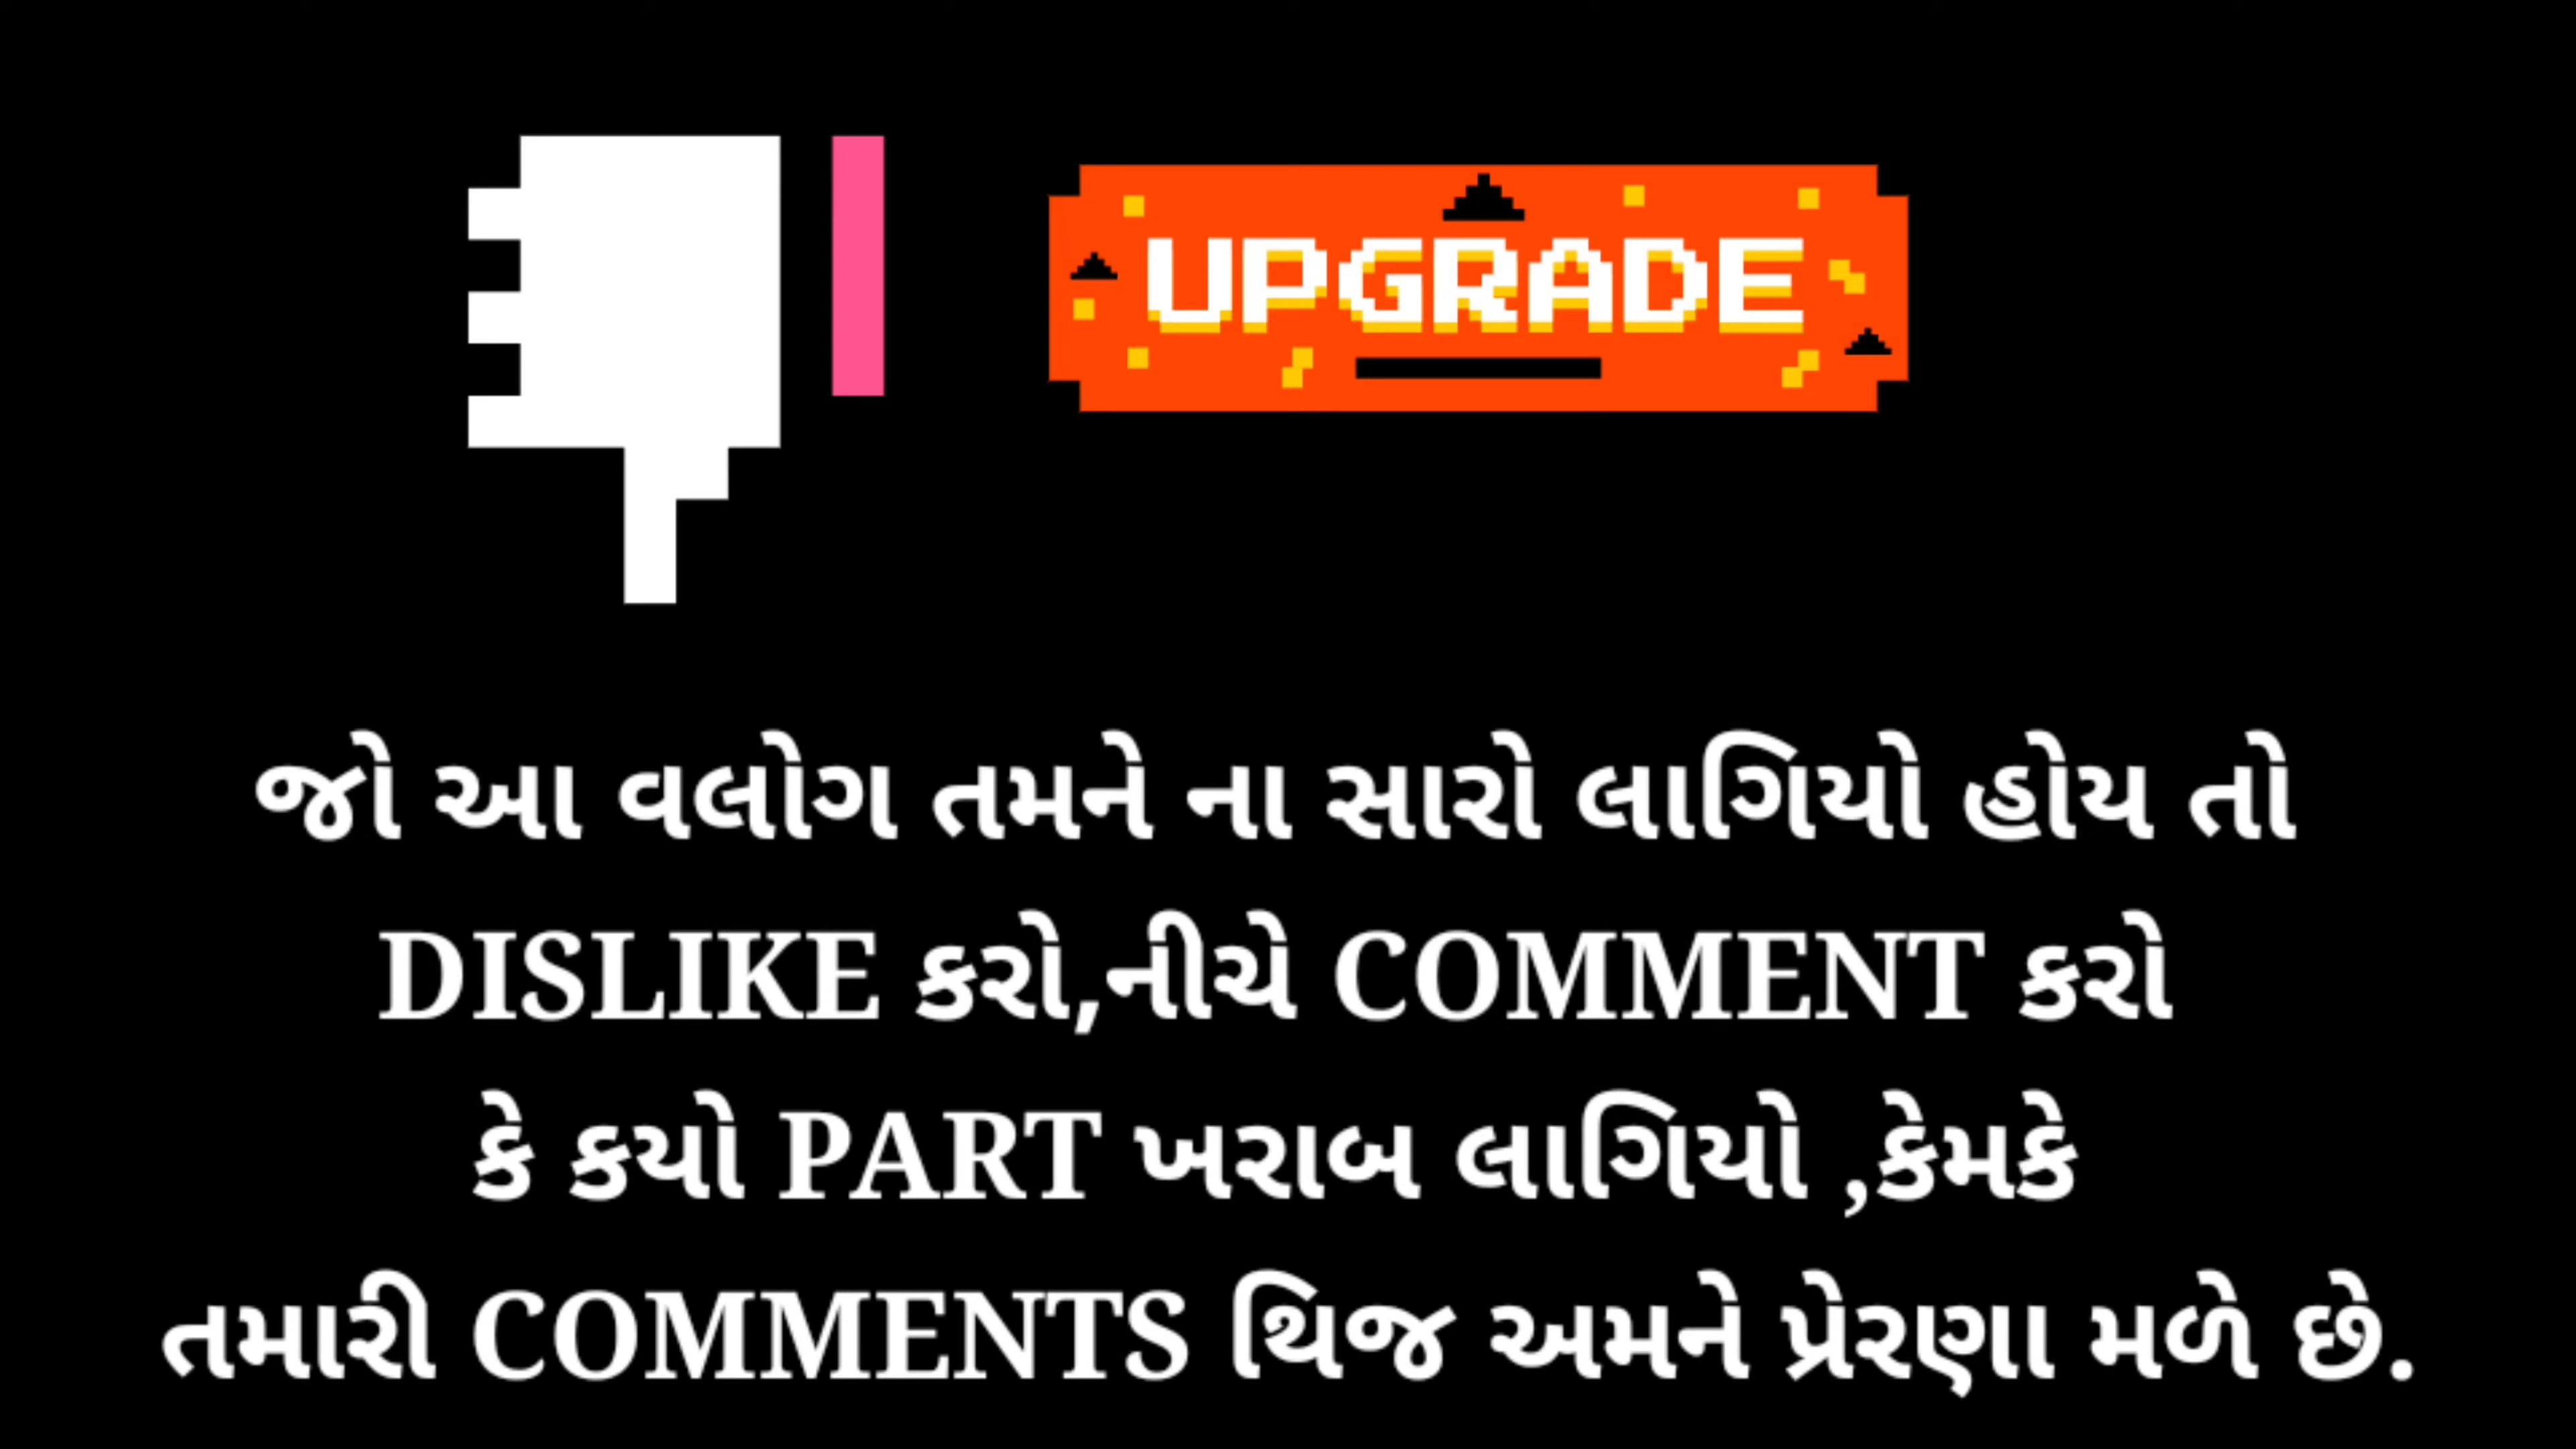 UPGRADE
જો આ વલોગ તમને ના સારો લાગિયો હોય તો
DISLIKE કરો,નીચે COMMENT કરો
કે કયો PART ખરાબ લાગિયો ,કેમકે
તમારી COMMENTS થિજ અમને પ્રેરણા મળે છે.